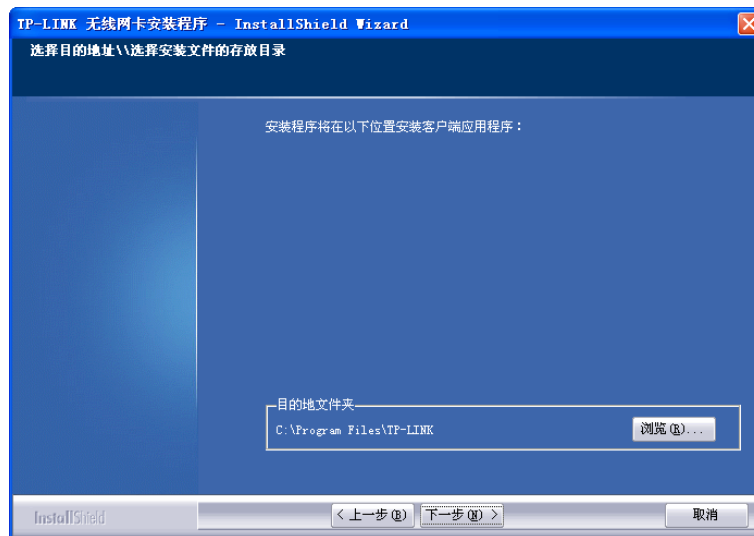 TP-LINK 无线网卡安装程序 - InstallShield Wizard
选择目的地址\\选择安装文件的存放目录
安装程序将在以下位置安装客户端应用程序：
目的地文件夹
C:\Program Files\TP-LINK
浏览(R)...
InstallShield
< 上一步(B)
下一步(N) >
取消